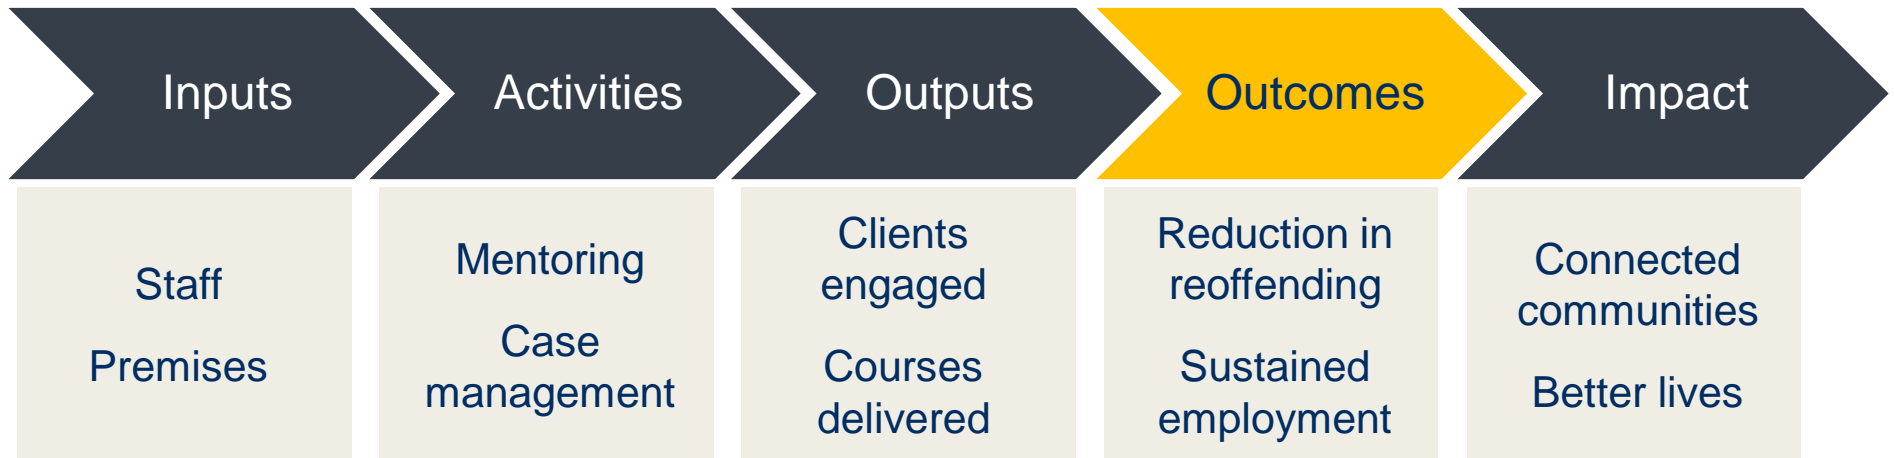 Inputs
Activities
Outputs
Outcomes
Impact
Staff
Premises
Mentoring
Case
management
Clients
engaged
Courses
delivered
Reduction in
reoffending
Sustained
employment
Connected
communities
Better lives